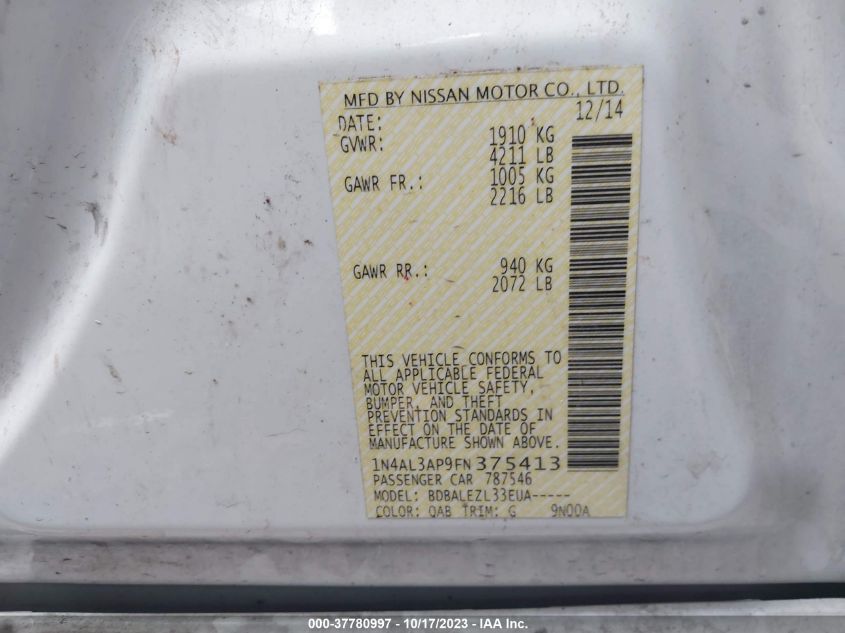 MFD BY NISSAN MOTOR CO., LTD.
DATE: 12/14
GVWR: 1910 KG
4211 LB
GAWR FR.: 1005 KG
2216 LB
GAWR RR.: 940 KG
2072 LB
THIS VEHICLE CONFORMS TO
ALL APPLICABLE FEDERAL
MOTOR VEHICLE SAFETY,
BUMPER, AND THEFT
PREVENTION STANDARDS IN
EFFECT ON THE DATE OF
MANUFACTURE SHOWN ABOVE.
1N4AL3AP9FN375413
PASSENGER CAR 787546
MODEL: BDBALEZL33EUA-----
COLOR: QAB TRIM: G 9N00A
000-37780997 - 10/17/2023 - IAA Inc.